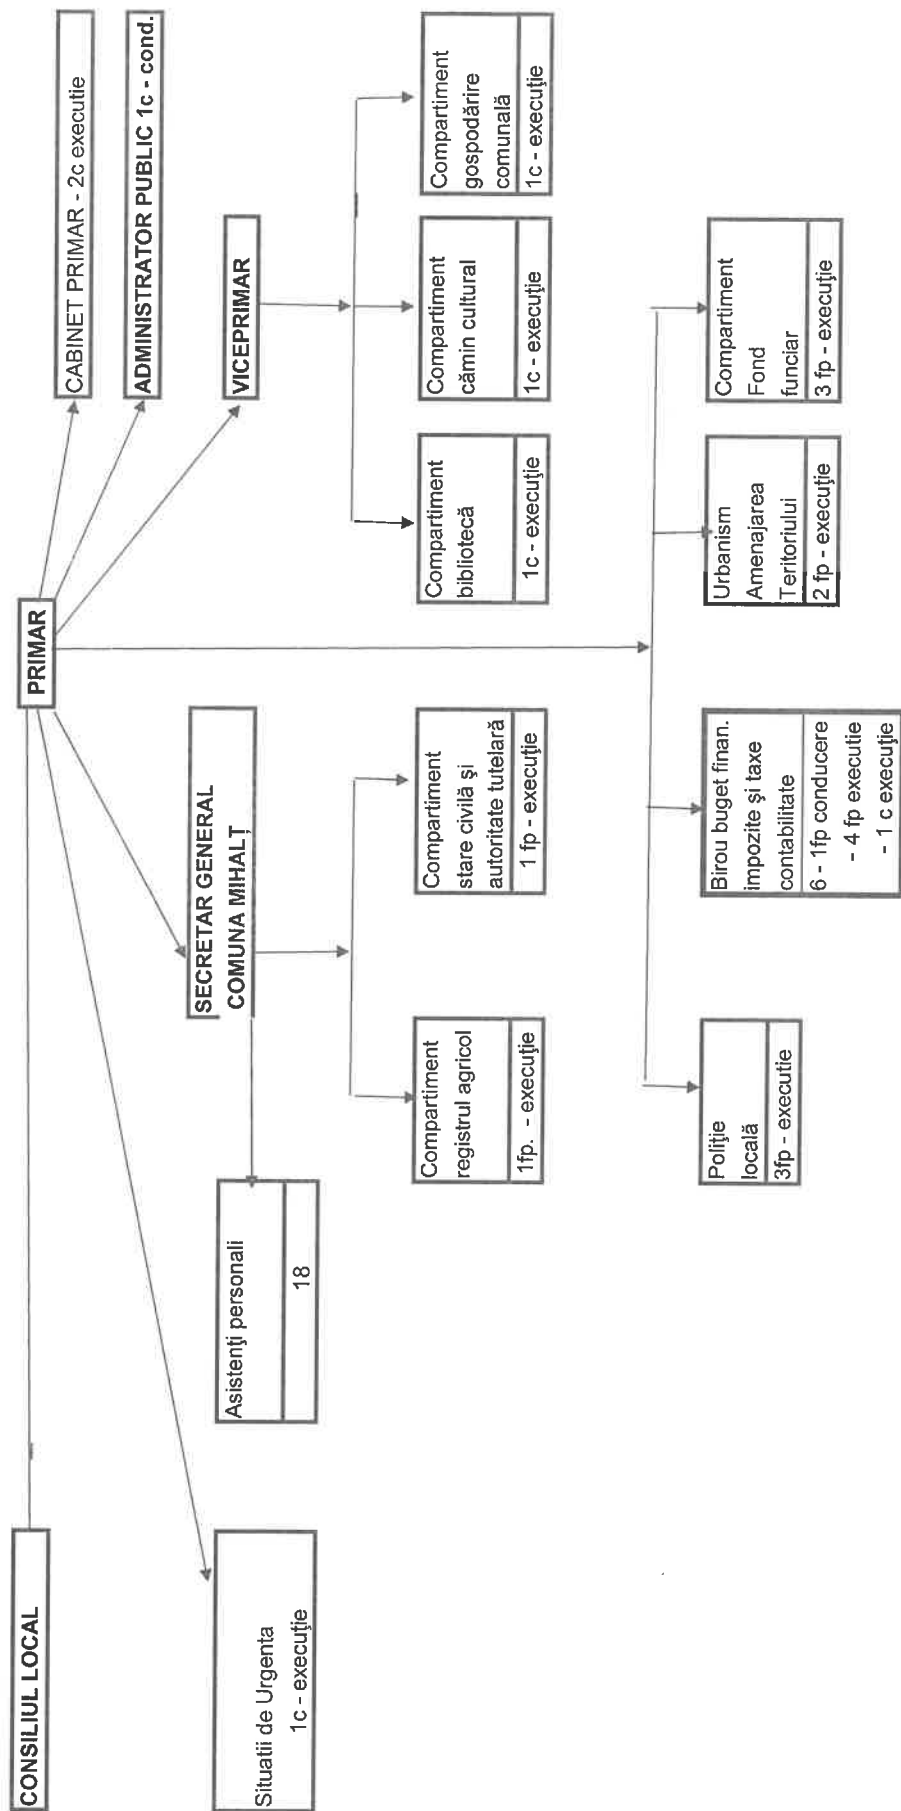 CONSILIUL LOCAL
PRIMAR
CABINET PRIMAR - 2c executie
ADMINISTRATOR PUBLIC 1c - cond.
VICEPRIMAR
SECRETAR GENERAL
COMUNA MIHALŢ
Situatii de Urgenta
1c - execuţie
Asistenţi personali
18
Compartiment
registrul agricol
1fp. - execuţie
Compartiment
stare civilă şi
autoritate tutelară
1 fp - execuţie
Compartiment
bibliotecă
1c - execuţie
Compartiment
cămin cultural
1c - execuţie
Compartiment
gospodărire
comunală
1c - execuţie
Poliţie
locală
3fp - executie
Birou buget finan.
impozite şi taxe
contabilitate
6 - 1fp conducere
- 4 fp executie
- 1 c execuţie
Urbanism
Amenajarea
Teritoriului
2 fp - execuţie
Compartiment
Fond
funciar
3 fp - execuţie